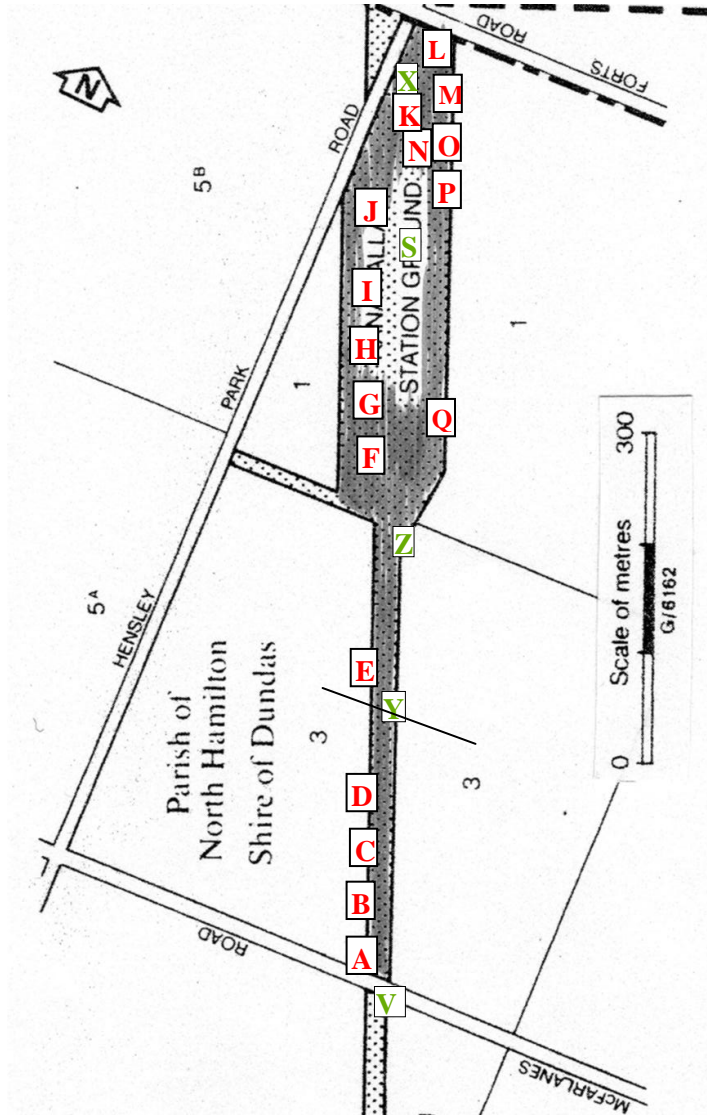 FORTS
ROAD
L
X
M
K
N
O
P
J
S
STATION GROUND
I
H
G
F
Q
Z
E
Y
D
C
B
A
V
N
ROAD
PARK
HENSLEY
5B
5A
1
1
3
3
Parish of
North Hamilton
Shire of Dundas
ROAD
MCFARLANES
0
300
Scale of metres
G/6162